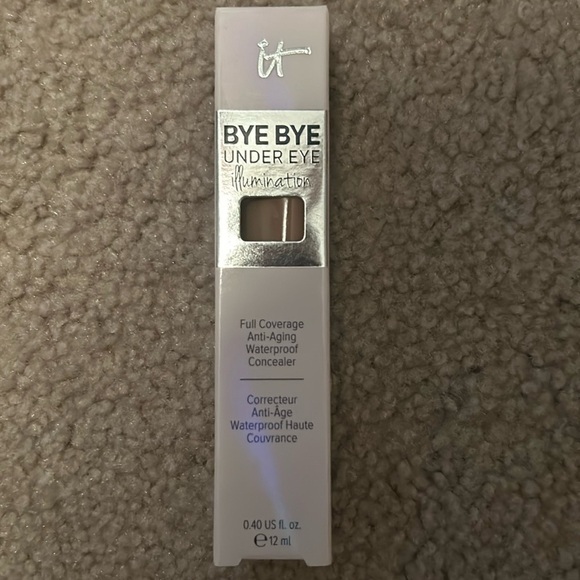 it
BYE BYE
UNDER EYE
illumination
Full Coverage
Anti-Aging
Waterproof
Concealer
Correcteur
Anti-Âge
Waterproof Haute
Couvrance
0.40 US fl. oz.
℮12 ml